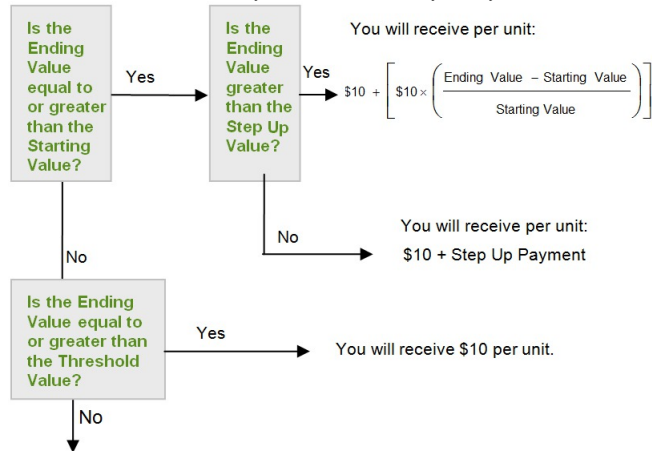 Is the
Ending
Value
equal to
or greater
than the
Starting
Value?
Yes
Is the
Ending
Value
greater
than the
Step Up
Value?
Yes
You will receive per unit:
$10 + [ $10 × ( Ending Value – Starting Value
Starting Value ) ]
No
You will receive per unit:
$10 + Step Up Payment
No
Is the Ending
Value equal to
or greater than
the Threshold
Value?
Yes
You will receive $10 per unit.
No